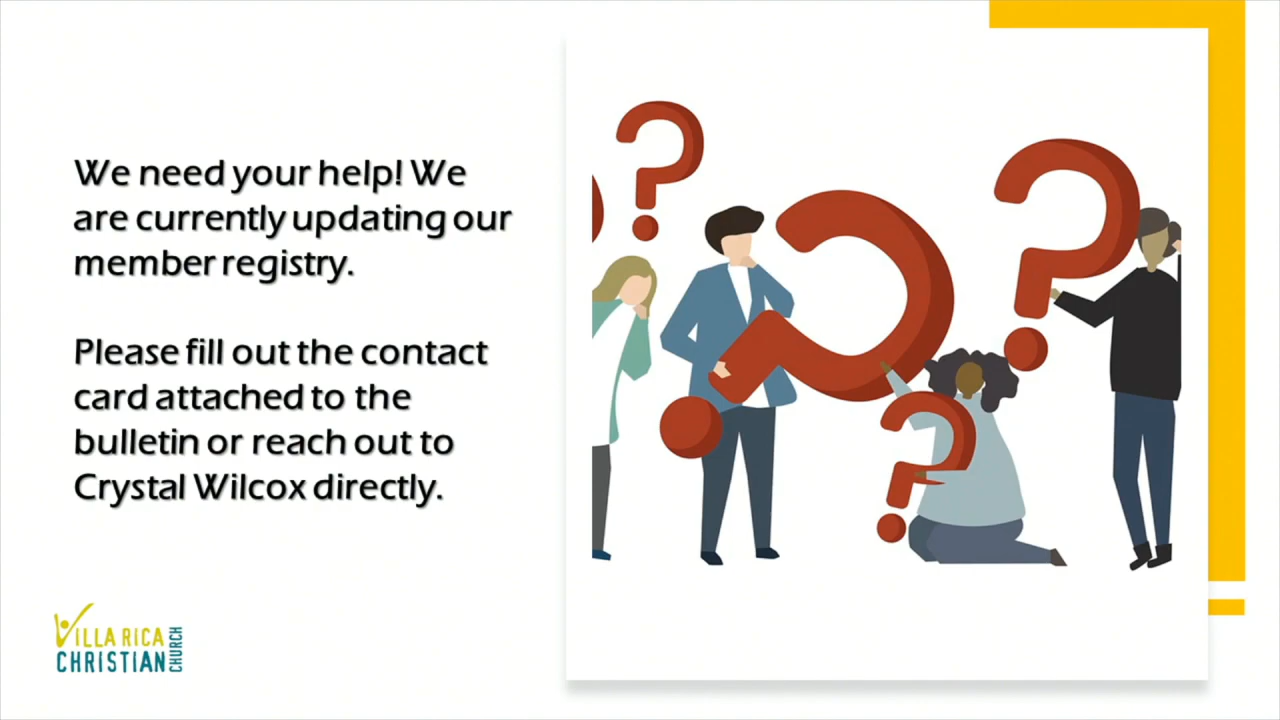 We need your help! We
are currently updating our
member registry.
Please fill out the contact
card attached to the
bulletin or reach out to
Crystal Wilcox directly.
VILLA RICA
CHRISTIAN
CHURCH